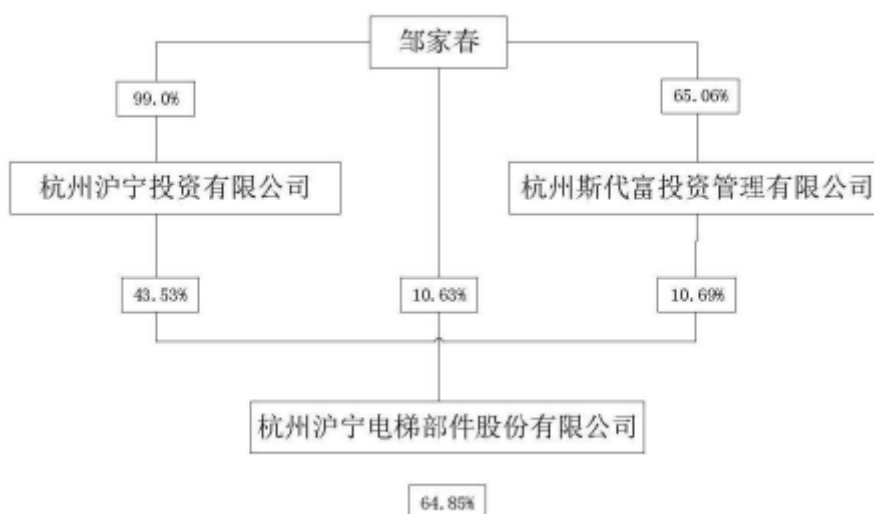 邹家春
99.0%
65.06%
杭州沪宁投资有限公司
杭州斯代富投资管理有限公司
43.53%
10.63%
10.69%
杭州沪宁电梯部件股份有限公司
64.85%